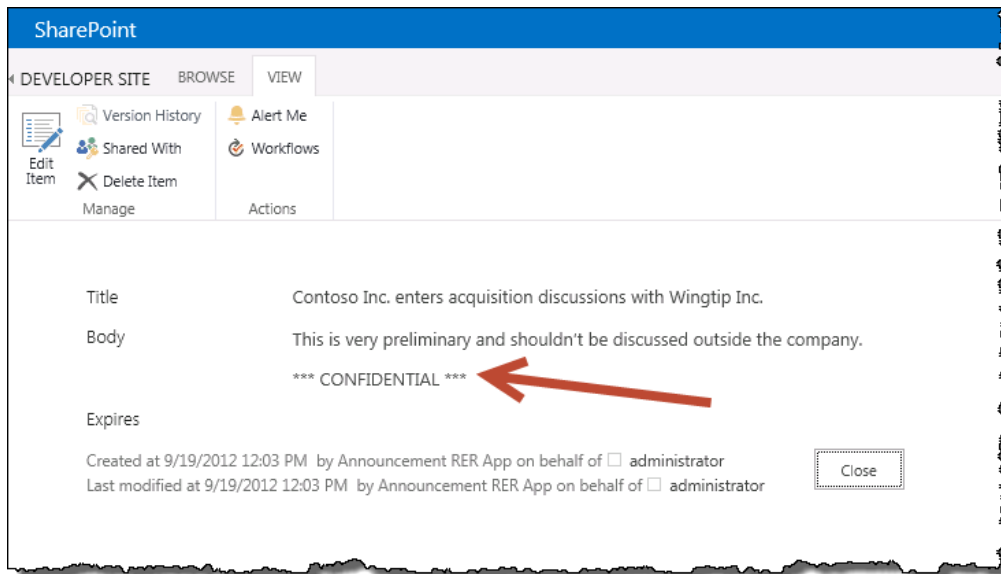 SharePoint
DEVELOPER SITE BROWSE VIEW
Version History Alert Me
Shared With Workflows
Edit
Item
Delete Item
Manage Actions
Title Contoso Inc. enters acquisition discussions with Wingtip Inc.
Body This is very preliminary and shouldn't be discussed outside the company.
*** CONFIDENTIAL ***
Expires
Created at 9/19/2012 12:03 PM by Announcement RER App on behalf of administrator
Last modified at 9/19/2012 12:03 PM by Announcement RER App on behalf of administrator
Close